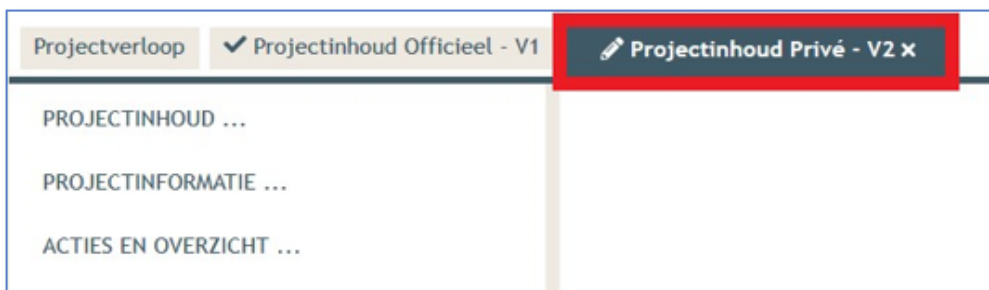 Projectverloop ✔ Projectinhoud Officieel - V1 Projectinhoud Privé - V2 x
PROJECTINHOUD ...
PROJECTINFORMATIE ...
ACTIES EN OVERZICHT ...